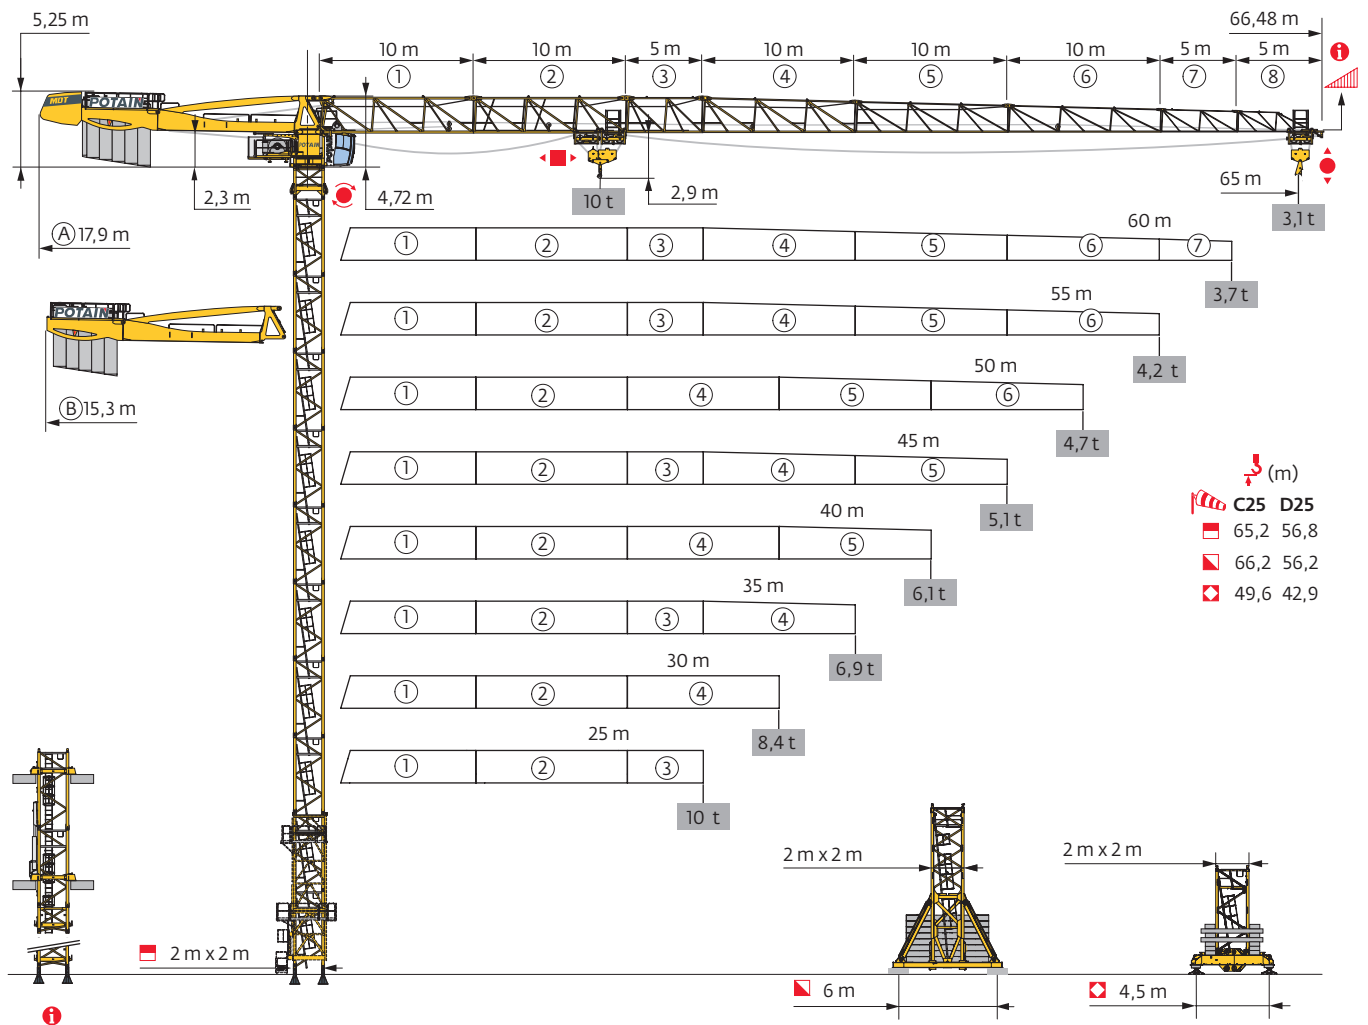 5,25 m
66,48 m
10 m 10 m 5 m 10 m 10 m 10 m 5 m 5 m
① ② ③ ④ ⑤ ⑥ ⑦ ⑧
MDT POTAIN
POTAIN
2,3 m
4,72 m
10 t
2,9 m
65 m
3,1 t
Ⓐ 17,9 m
60 m
① ② ③ ④ ⑤ ⑥ ⑦
3,7 t
POTAIN
55 m
① ② ③ ④ ⑤ ⑥
4,2 t
Ⓑ 15,3 m
50 m
① ② ④ ⑤ ⑥
4,7 t
45 m
① ② ③ ④ ⑤
5,1 t
(m)
C25 D25
65,2 56,8
66,2 56,2
49,6 42,9
40 m
① ② ④ ⑤
6,1 t
35 m
① ② ③ ④
6,9 t
30 m
① ② ④
8,4 t
25 m
① ② ③
10 t
2 m x 2 m
2 m x 2 m
2 m x 2 m
6 m
4,5 m